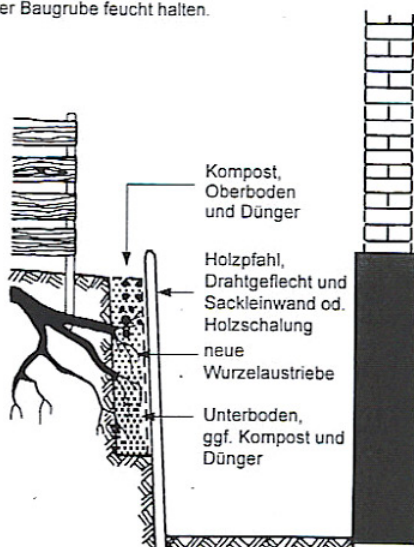 er Baugrube feucht halten.
Kompost,
Oberboden
und Dünger
Holzpfahl,
Drahtgeflecht und
Sackleinwand od.
Holzschalung
neue
Wurzelaustriebe
Unterboden,
ggf. Kompost und
Dünger